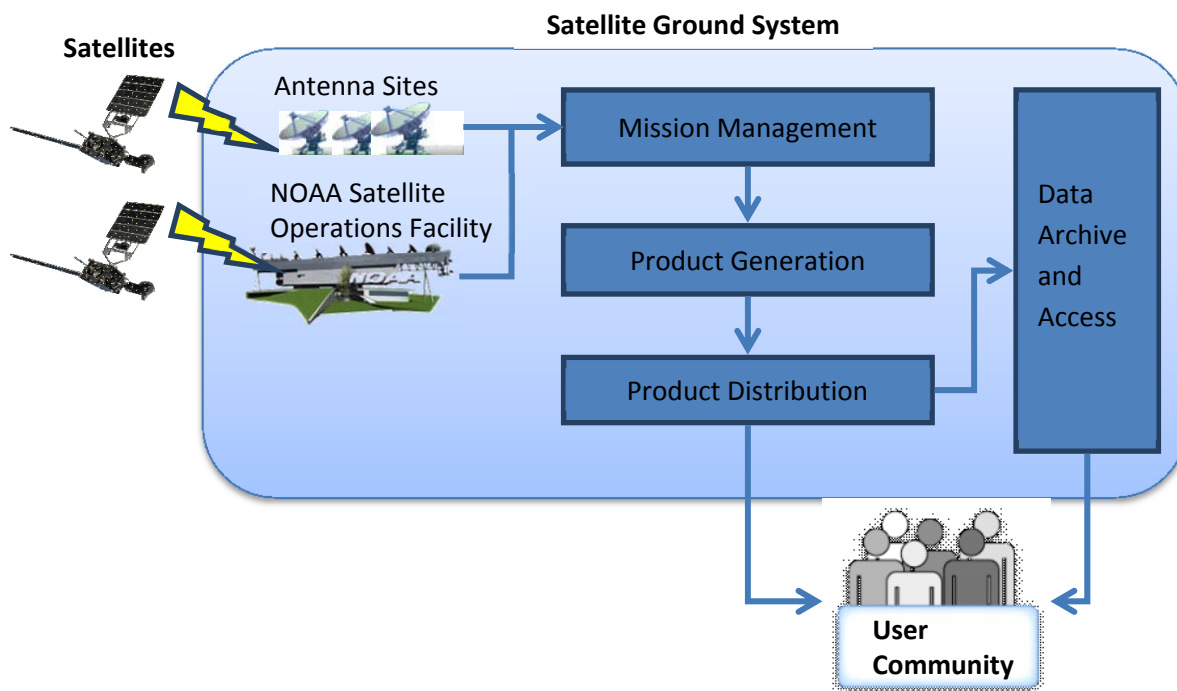 Satellite Ground System
Satellites
Antenna Sites
NOAA Satellite
Operations Facility
NOAA
Mission Management
Product Generation
Product Distribution
Data
Archive
and
Access
User
Community